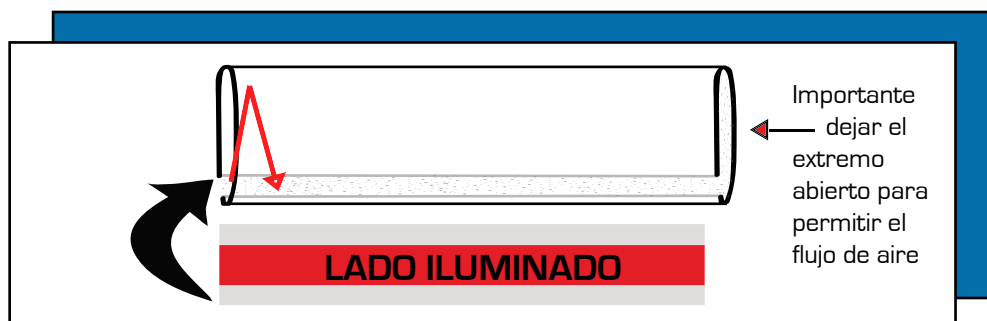 Importante
dejar el
extremo
abierto para
permitir el
flujo de aire
LADO ILUMINADO